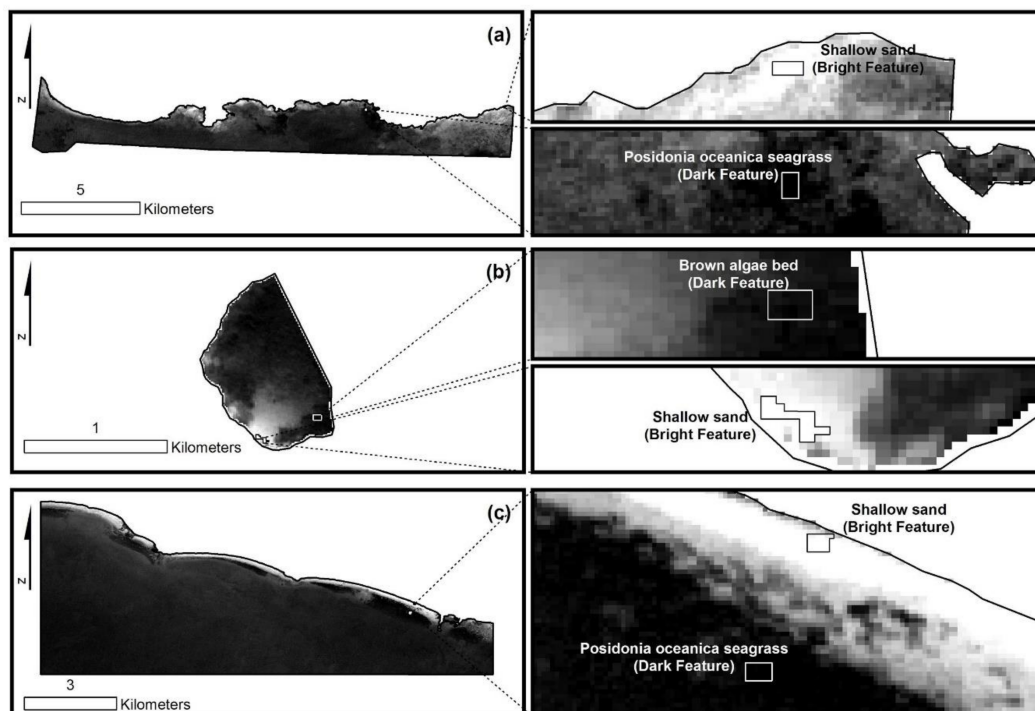 (a)
Z
5
Kilometers
Shallow sand
(Bright Feature)
Posidonia oceanica seagrass
(Dark Feature)
(b)
Z
1
Kilometers
Brown algae bed
(Dark Feature)
Shallow sand
(Bright Feature)
(c)
Z
3
Kilometers
Shallow sand
(Bright Feature)
Posidonia oceanica seagrass
(Dark Feature)